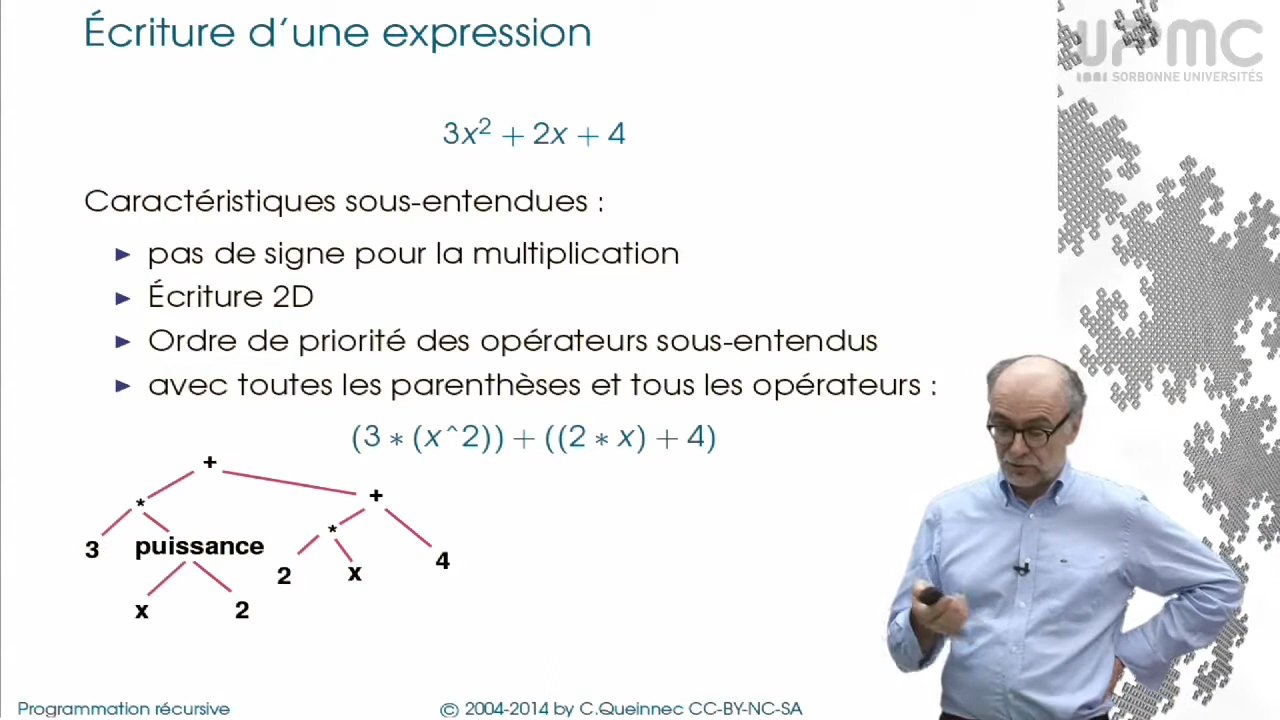 Écriture d'une expression
UPMC
SORBONNE UNIVERSITÉS
3x² + 2x + 4
Caractéristiques sous-entendues :
► pas de signe pour la multiplication
► Écriture 2D
► Ordre de priorité des opérateurs sous-entendus
► avec toutes les parenthèses et tous les opérateurs :
(3 * (x^2)) + ((2 * x) + 4)
+
* +
3 puissance * 4
2 x
x 2
Programmation récursive © 2004-2014 by C.Queinnec CC-BY-NC-SA